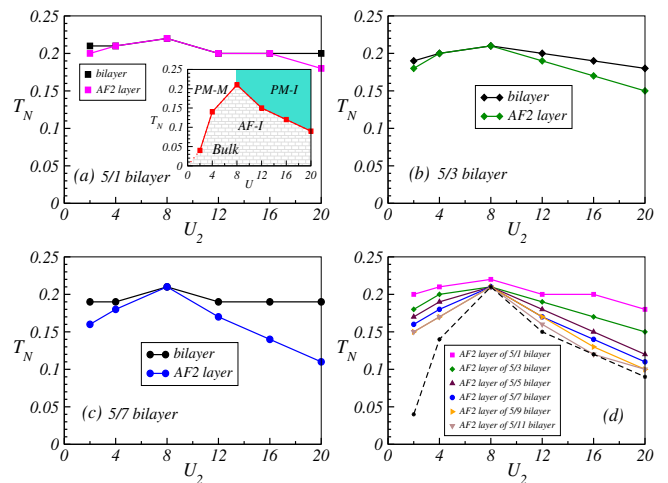 0.25
0.2
0.15
T_N
0.1
0.05
0
bilayer
AF2 layer
0.25
0.2
0.15
T_N
0.1
0.05
0
PM-M
PM-I
AF-I
Bulk
0 4 8 12 16 20
U
(a) 5/1 bilayer
0 4 8 12 16 20
U_2
0.25
0.2
0.15
T_N
0.1
0.05
0
bilayer
AF2 layer
(b) 5/3 bilayer
0 4 8 12 16 20
U_2
0.25
0.2
0.15
T_N
0.1
0.05
0
bilayer
AF2 layer
(c) 5/7 bilayer
0 4 8 12 16 20
U_2
0.25
0.2
0.15
T_N
0.1
0.05
0
AF2 layer of 5/1 bilayer
AF2 layer of 5/3 bilayer
AF2 layer of 5/5 bilayer
AF2 layer of 5/7 bilayer
AF2 layer of 5/9 bilayer
AF2 layer of 5/11 bilayer
(d)
0 4 8 12 16 20
U_2